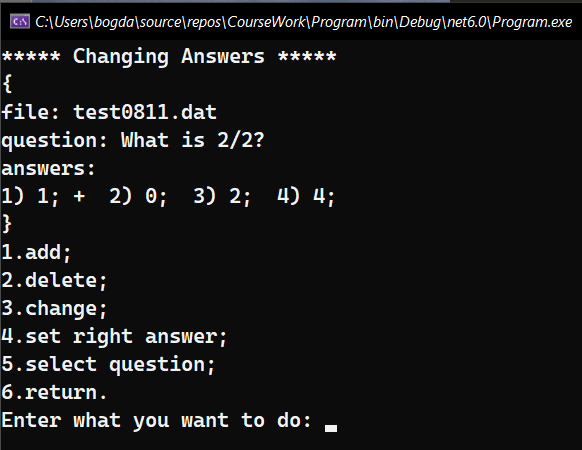 C:\Users\bogda\source\repos\CourseWork\Program\bin\Debug\net6.0\Program.exe
***** Changing Answers *****
{
file: test0811.dat
question: What is 2/2?
answers:
1) 1; +  2) 0;  3) 2;  4) 4;
}
1.add;
2.delete;
3.change;
4.set right answer;
5.select question;
6.return.
Enter what you want to do: